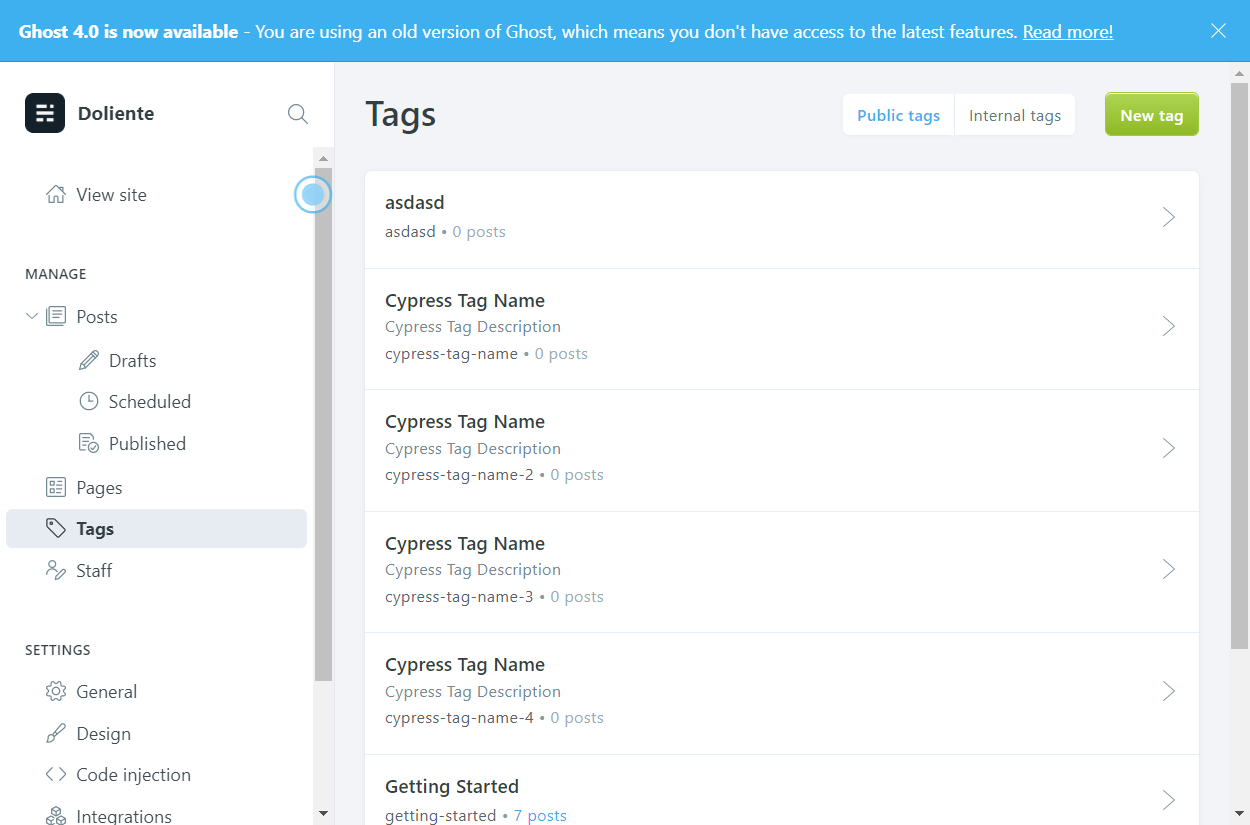 Ghost 4.0 is now available - You are using an old version of Ghost, which means you don't have access to the latest features. Read more!
Doliente
View site
MANAGE
Posts
Drafts
Scheduled
Published
Pages
Tags
Staff
SETTINGS
General
Design
Code injection
Integrations
Tags
Public tags
Internal tags
New tag
asdasd
asdasd • 0 posts
Cypress Tag Name
Cypress Tag Description
cypress-tag-name • 0 posts
Cypress Tag Name
Cypress Tag Description
cypress-tag-name-2 • 0 posts
Cypress Tag Name
Cypress Tag Description
cypress-tag-name-3 • 0 posts
Cypress Tag Name
Cypress Tag Description
cypress-tag-name-4 • 0 posts
Getting Started
getting-started • 7 posts